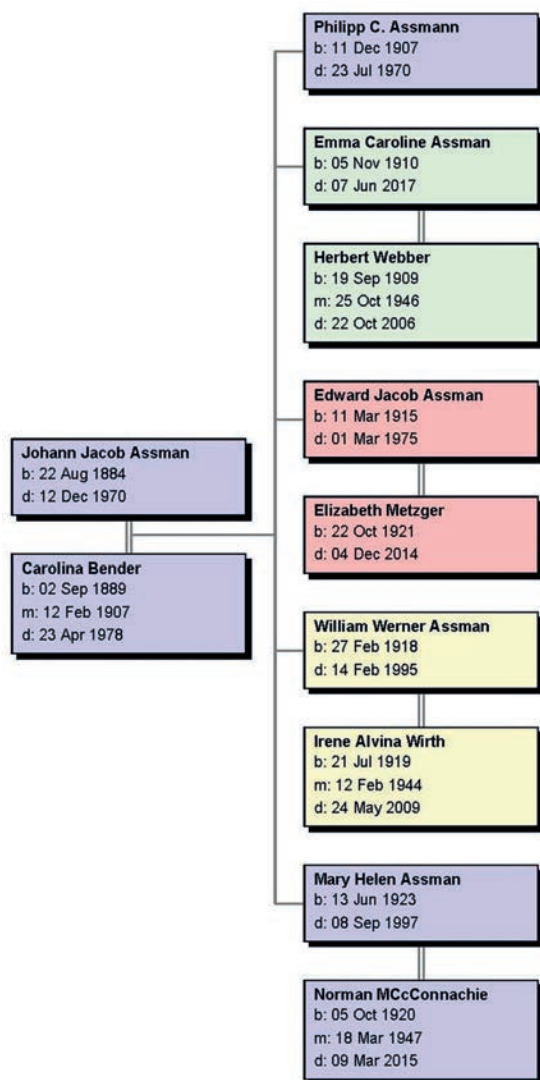 Philipp C. Assmann
b: 11 Dec 1907
d: 23 Jul 1970
Emma Caroline Assman
b: 05 Nov 1910
d: 07 Jun 2017
Herbert Webber
b: 19 Sep 1909
m: 25 Oct 1946
d: 22 Oct 2006
Edward Jacob Assman
b: 11 Mar 1915
d: 01 Mar 1975
Johann Jacob Assman
b: 22 Aug 1884
d: 12 Dec 1970
Elizabeth Metzger
b: 22 Oct 1921
d: 04 Dec 2014
Carolina Bender
b: 02 Sep 1889
m: 12 Feb 1907
d: 23 Apr 1978
William Werner Assman
b: 27 Feb 1918
d: 14 Feb 1995
Irene Alvina Wirth
b: 21 Jul 1919
m: 12 Feb 1944
d: 24 May 2009
Mary Helen Assman
b: 13 Jun 1923
d: 08 Sep 1997
Norman MCcConnachie
b: 05 Oct 1920
m: 18 Mar 1947
d: 09 Mar 2015